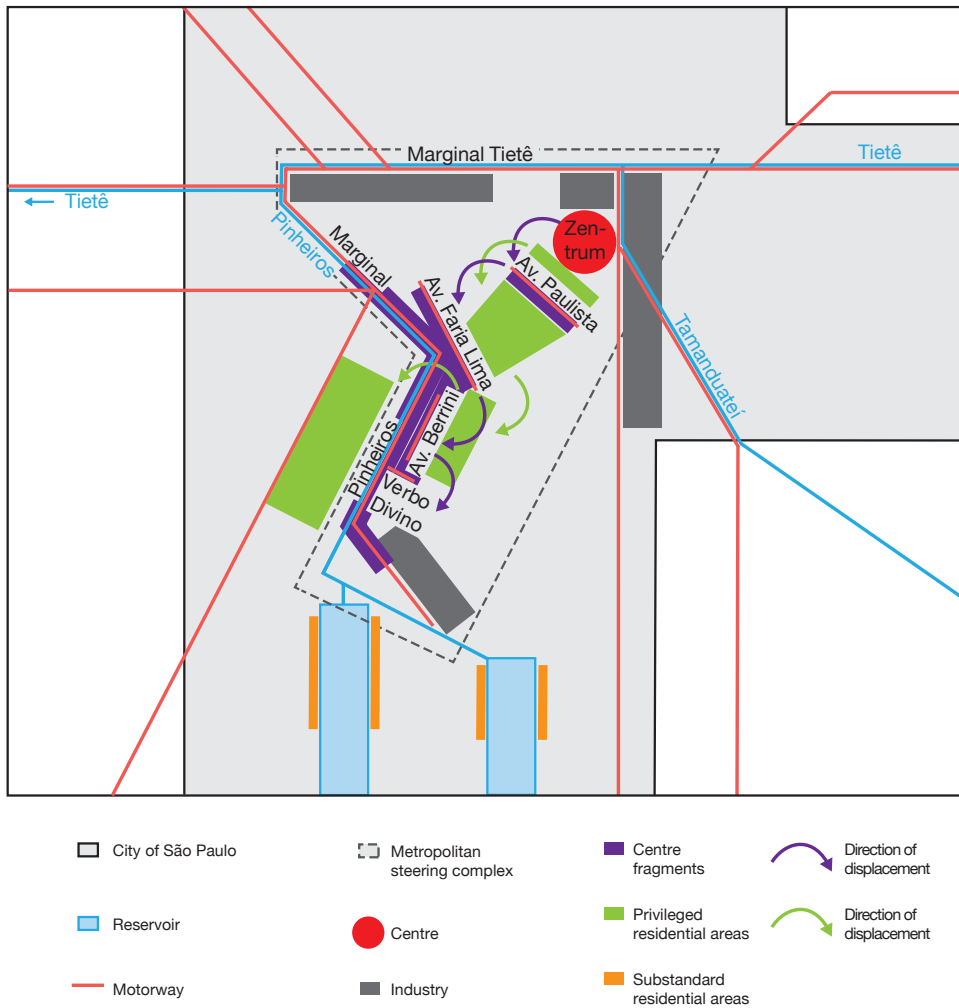 Marginal Tietê
Tietê
← Tietê
Pinheiros
Marginal
Zen-
trum
Av. Paulista
Av. Faria Lima
Tamanduateí
Av. Berrini
Pinheiros
Verbo
Divino
City of São Paulo
Reservoir
Motorway
Metropolitan
steering complex
Centre
Industry
Centre
fragments
Privileged
residential areas
Substandard
residential areas
Direction of
displacement
Direction of
displacement